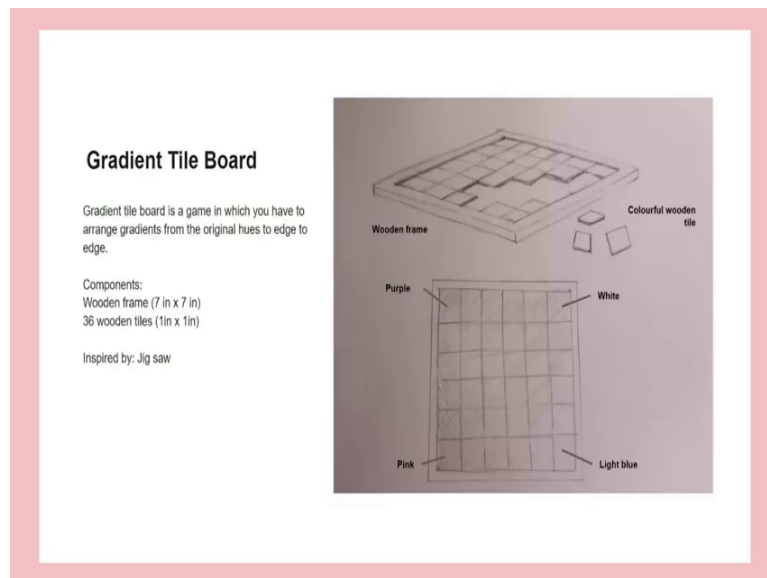 Gradient Tile Board
Gradient tile board is a game in which you have to
arrange gradients from the original hues to edge to
edge.
Components:
Wooden frame (7 in x 7 in)
36 wooden tiles (1in x 1in)
Inspired by: Jig saw
Colourful wooden
tile
Wooden frame
Purple
White
Pink
Light blue